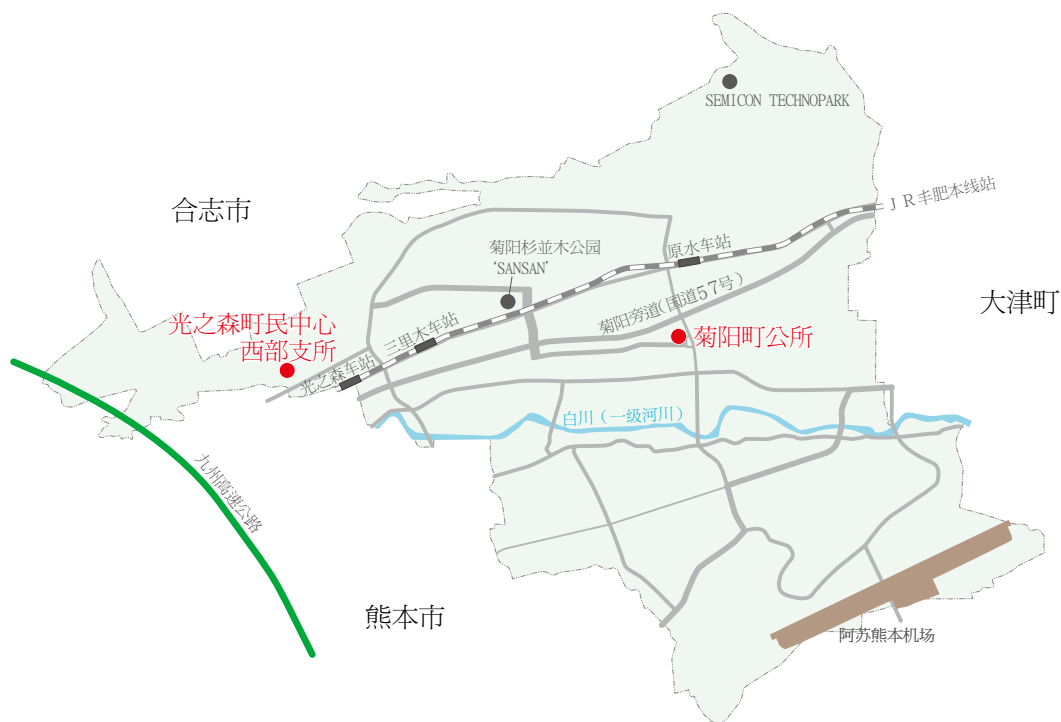 SEMICON TECHNOPARK
ＪＲ丰肥本线站
合志市
原水车站
菊阳杉並木公园
‘SANSAN’
大津町
菊阳旁道(国道57号)
光之森町民中心
西部支所
三里木车站
菊阳町公所
光之森车站
白川（一级河川）
九州高速公路
熊本市
阿苏熊本机场